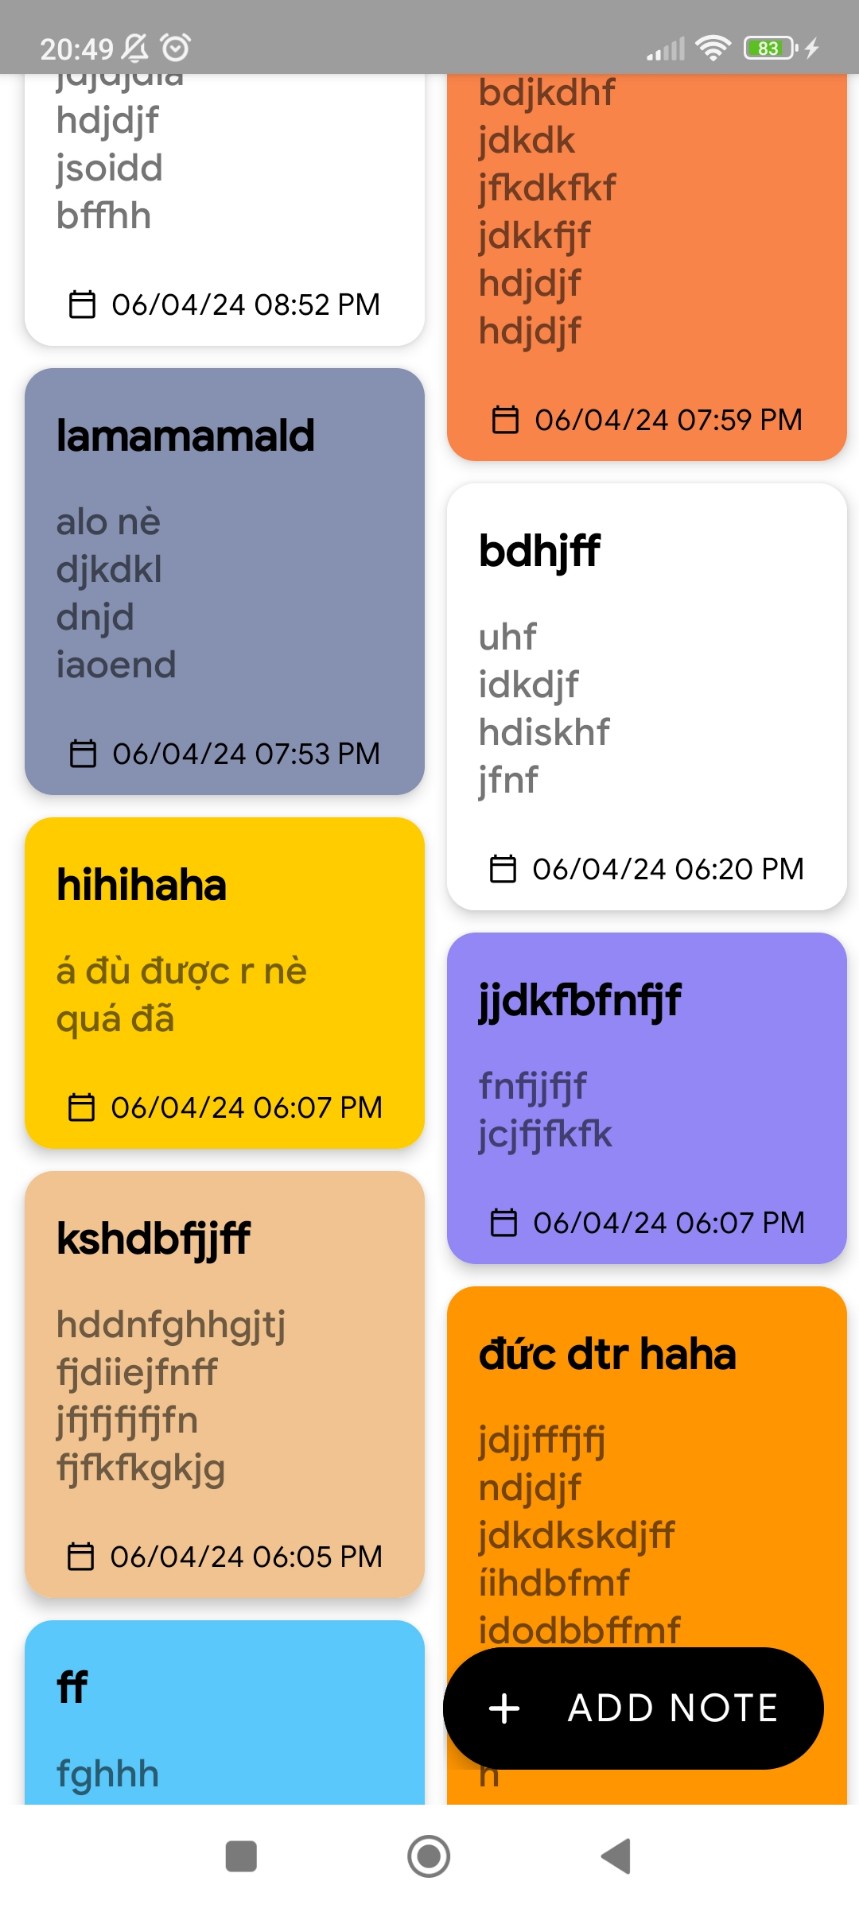 20:49
83
jdjdjdia
hdjdjf
jsoidd
bffhh
06/04/24 08:52 PM
lamamamald
alo nè
djkdkl
dnjd
iaoend
06/04/24 07:53 PM
hihihaha
á đù được r nè
quá đã
06/04/24 06:07 PM
kshdbfjjff
hddnfghhgjtj
fjdiiejfnff
jfjfjfjfjfn
fjfkfkgkjg
06/04/24 06:05 PM
ff
fghhh
bdjkdhf
jdkdk
jfkdkfkf
jdkkfjf
hdjdjf
hdjdjf
06/04/24 07:59 PM
bdhjff
uhf
idkdjf
hdiskhf
jfnf
06/04/24 06:20 PM
jjdkfbfnfjf
fnfjjfjf
jcjfjfkfk
06/04/24 06:07 PM
đức dtr haha
jdjjfffjfj
ndjdjf
jdkdkskdjff
íihdbfmf
idodbbffmf
h
+ ADD NOTE